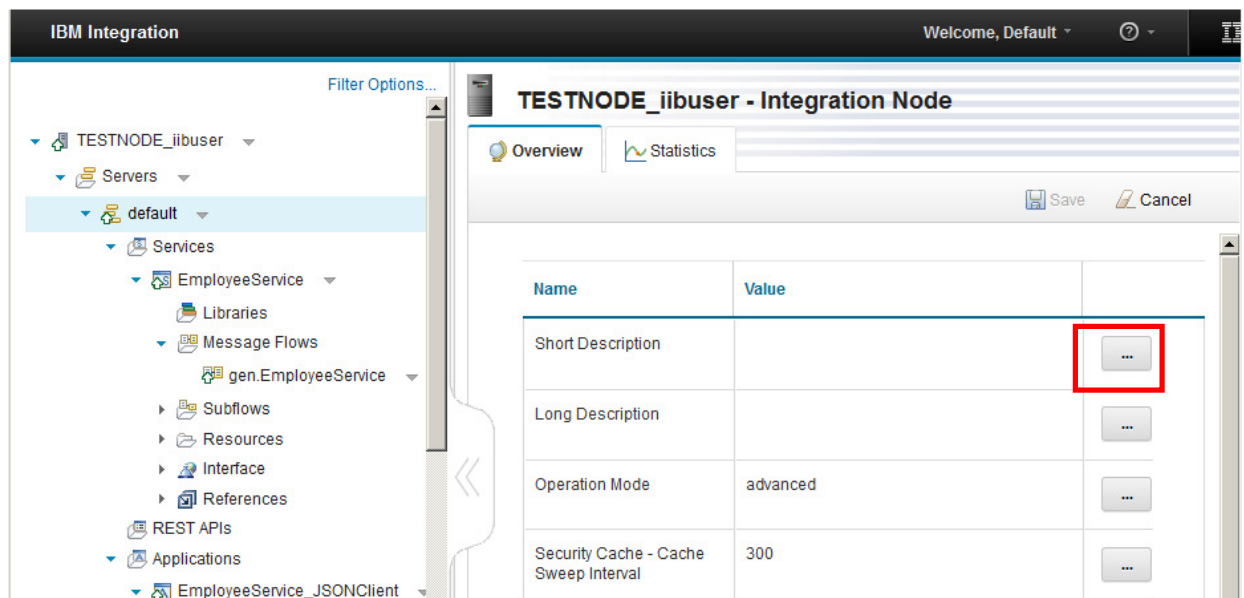 IBM Integration
Welcome, Default
Filter Options...
TESTNODE_iibuser
Servers
default
Services
EmployeeService
Libraries
Message Flows
gen.EmployeeService
Subflows
Resources
Interface
References
REST APIs
Applications
EmployeeService_JSONClient
TESTNODE_iibuser - Integration Node
Overview
Statistics
Save
Cancel
Name
Value
Short Description
...
Long Description
...
Operation Mode
advanced
...
Security Cache - Cache
Sweep Interval
300
...